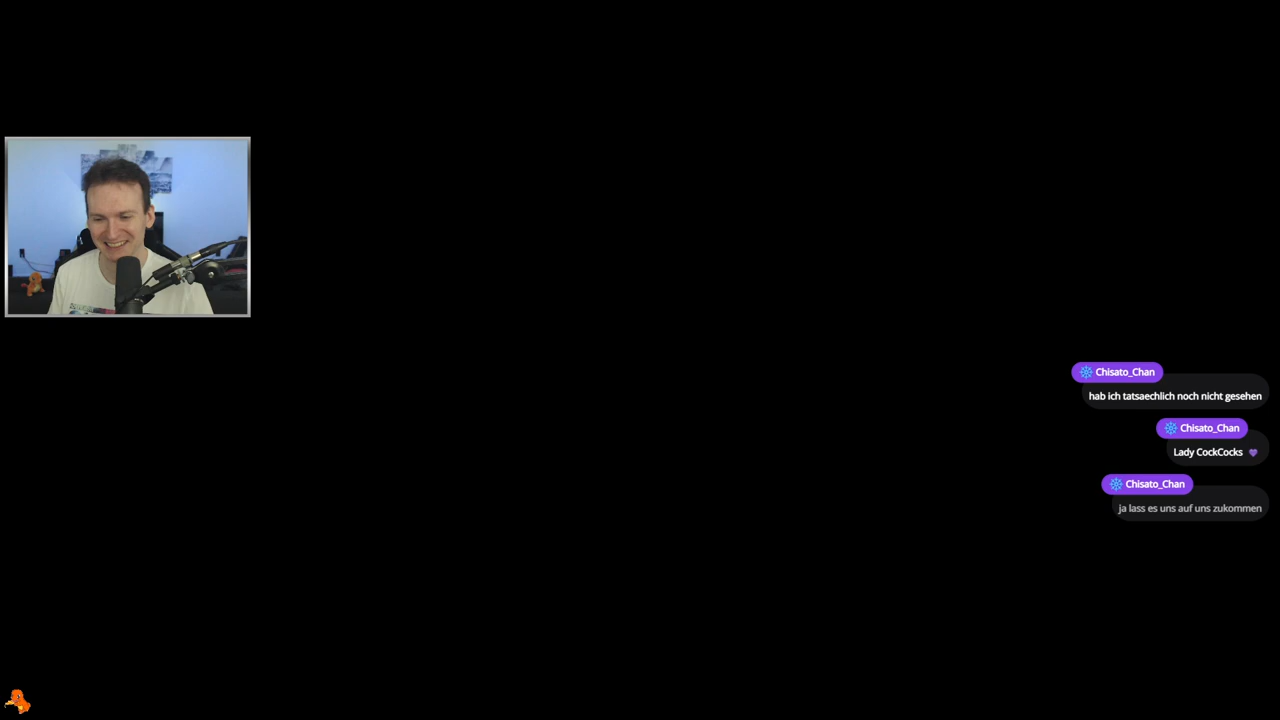 Chisato_Chan
hab ich tatsaechlich noch nicht gesehen
Chisato_Chan
Lady CockCocks 💜
Chisato_Chan
ja lass es uns auf uns zukommen